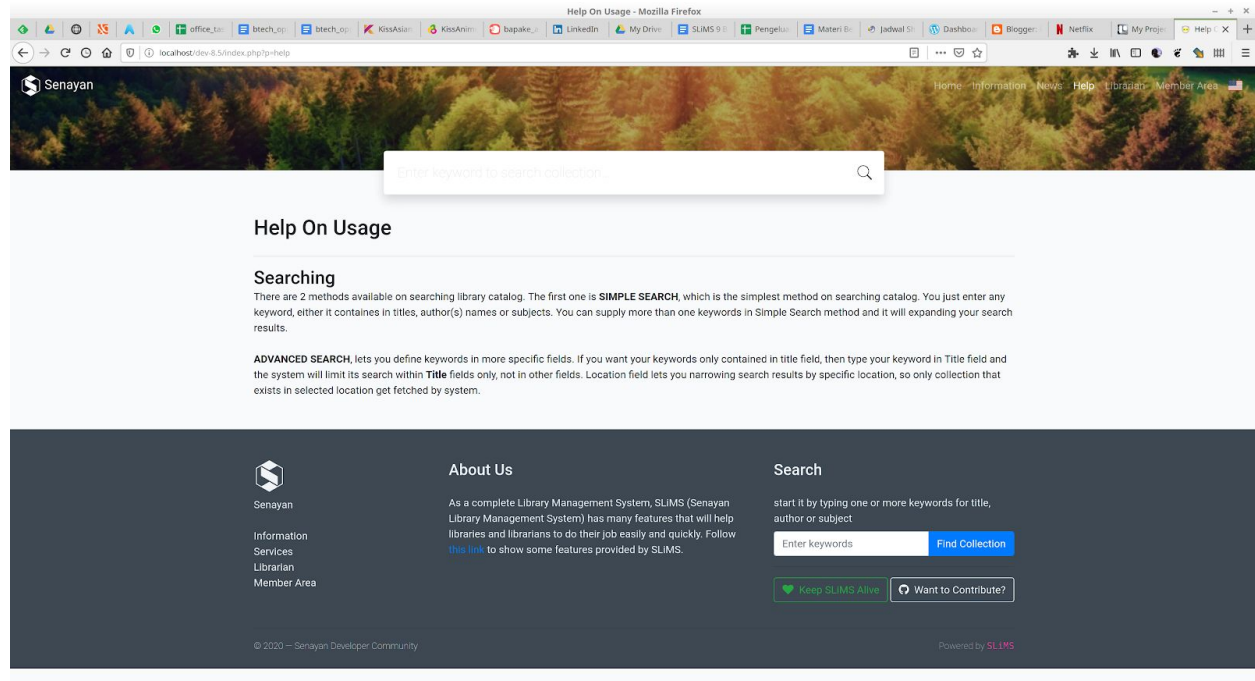 Help On Usage - Mozilla Firefox
office_tas
btech_op
btech_op
KissAsian
KissAnim
bapake_a
LinkedIn
My Drive
SLiMS 9 B
Pengelua
Materi Be
Jadwal Sh
Dashboar
Blogger:
Netflix
My Projec
Help O
localhost/dev-8.5/index.php?p=help
Senayan
Home Information News Help Librarian Member Area
Enter keyword to search collection...
Help On Usage
Searching
There are 2 methods available on searching library catalog. The first one is SIMPLE SEARCH, which is the simplest method on searching catalog. You just enter any
keyword, either it containes in titles, author(s) names or subjects. You can supply more than one keywords in Simple Search method and it will expanding your search
results.
ADVANCED SEARCH, lets you define keywords in more specific fields. If you want your keywords only contained in title field, then type your keyword in Title field and
the system will limit its search within Title fields only, not in other fields. Location field lets you narrowing search results by specific location, so only collection that
exists in selected location get fetched by system.
Senayan
Information
Services
Librarian
Member Area
About Us
As a complete Library Management System, SLiMS (Senayan
Library Management System) has many features that will help
libraries and librarians to do their job easily and quickly. Follow
this link to show some features provided by SLiMS.
Search
start it by typing one or more keywords for title,
author or subject
Enter keywords
Find Collection
Keep SLiMS Alive
Want to Contribute?
© 2020 — Senayan Developer Community
Powered by SLiMS